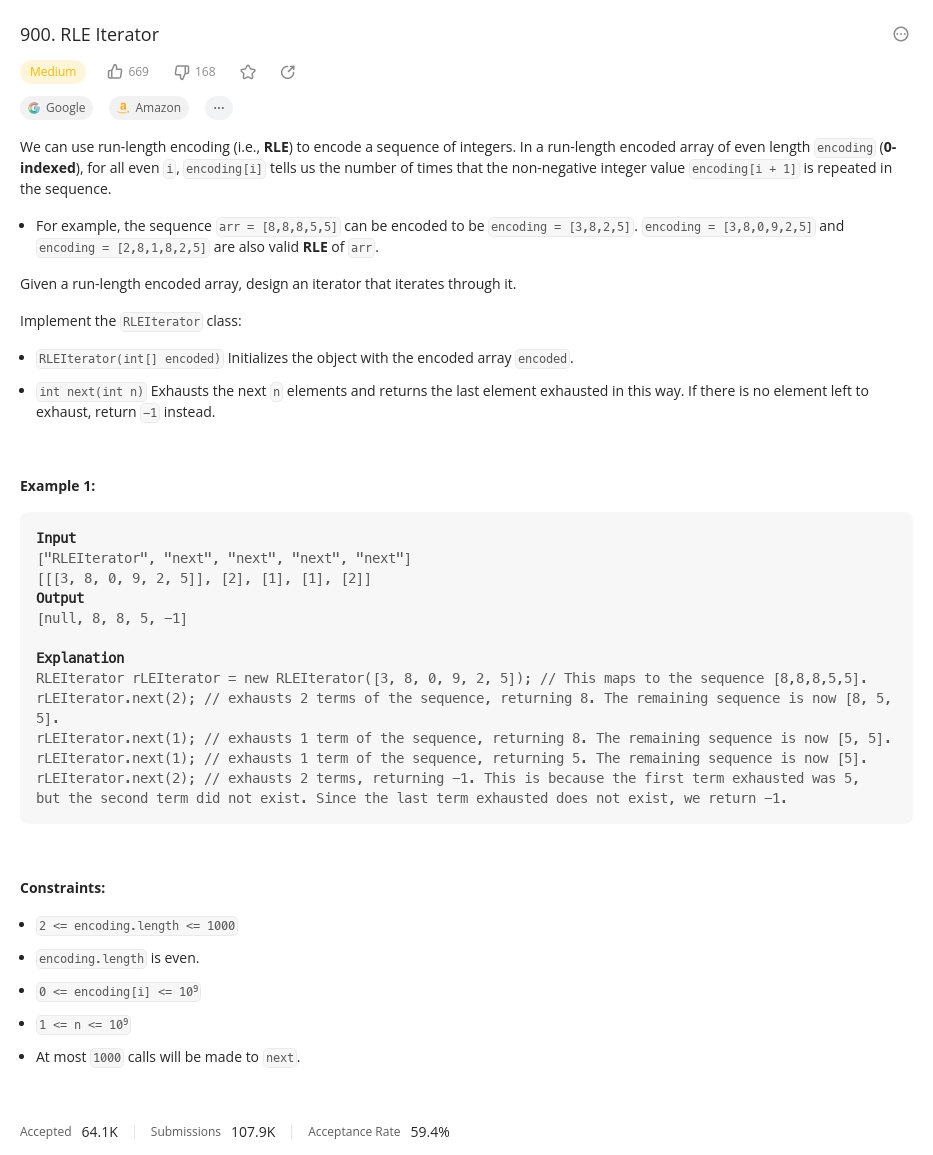 900. RLE Iterator
Medium 669 168
Google Amazon ...
We can use run-length encoding (i.e., RLE) to encode a sequence of integers. In a run-length encoded array of even length encoding (0-
indexed), for all even i, encoding[i] tells us the number of times that the non-negative integer value encoding[i + 1] is repeated in
the sequence.
• For example, the sequence arr = [8,8,8,5,5] can be encoded to be encoding = [3,8,2,5]. encoding = [3,8,0,9,2,5] and
encoding = [2,8,1,8,2,5] are also valid RLE of arr.
Given a run-length encoded array, design an iterator that iterates through it.
Implement the RLEIterator class:
• RLEIterator(int[] encoded) Initializes the object with the encoded array encoded.
• int next(int n) Exhausts the next n elements and returns the last element exhausted in this way. If there is no element left to
exhaust, return -1 instead.
Example 1:
Input
["RLEIterator", "next", "next", "next", "next"]
[[[3, 8, 0, 9, 2, 5]], [2], [1], [1], [2]]
Output
[null, 8, 8, 5, -1]
Explanation
RLEIterator rLEIterator = new RLEIterator([3, 8, 0, 9, 2, 5]); // This maps to the sequence [8,8,8,5,5].
rLEIterator.next(2); // exhausts 2 terms of the sequence, returning 8. The remaining sequence is now [8, 5,
5].
rLEIterator.next(1); // exhausts 1 term of the sequence, returning 8. The remaining sequence is now [5, 5].
rLEIterator.next(1); // exhausts 1 term of the sequence, returning 5. The remaining sequence is now [5].
rLEIterator.next(2); // exhausts 2 terms, returning -1. This is because the first term exhausted was 5,
but the second term did not exist. Since the last term exhausted does not exist, we return -1.
Constraints:
• 2 <= encoding.length <= 1000
• encoding.length is even.
• 0 <= encoding[i] <= 10⁹
• 1 <= n <= 10⁹
• At most 1000 calls will be made to next.
Accepted 64.1K Submissions 107.9K Acceptance Rate 59.4%